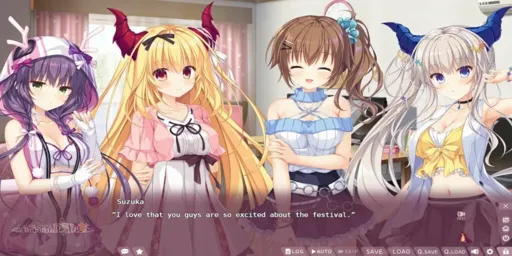 Suzuka
"I love that you guys are so excited about the festival."
LOG AUTO SKIP SAVE LOAD Q.SAVE Q.LOAD